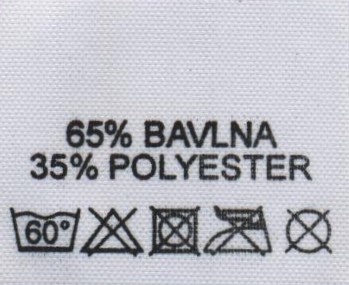 65% BAVLNA
35% POLYESTER
60°